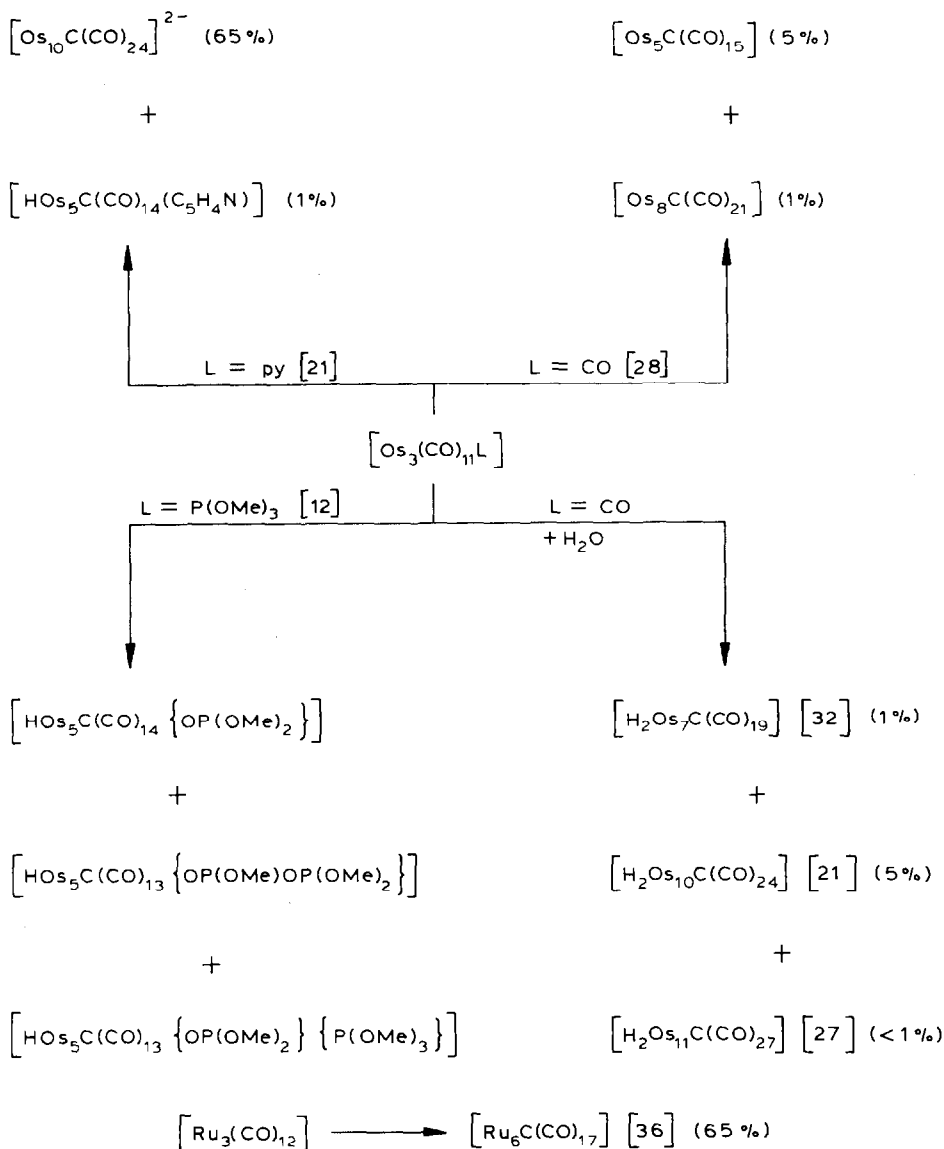 [Os₁₀C(CO)₂₄]²⁻ (65%) [Os₅C(CO)₁₅] (5%)
+ +
[HOs₅C(CO)₁₄(C₅H₄N)] (1%) [Os₈C(CO)₂₁] (1%)
L = py [21] L = CO [28]
[Os₃(CO)₁₁L]
L = P(OMe)₃ [12] L = CO
+ H₂O
[HOs₅C(CO)₁₄{OP(OMe)₂}] [H₂Os₇C(CO)₁₉] [32] (1%)
+ +
[HOs₅C(CO)₁₃{OP(OMe)OP(OMe)₂}] [H₂Os₁₀C(CO)₂₄] [21] (5%)
+ +
[HOs₅C(CO)₁₃{OP(OMe)₂}{P(OMe)₃}] [H₂Os₁₁C(CO)₂₇] [27] (<1%)
[Ru₃(CO)₁₂] → [Ru₆C(CO)₁₇] [36] (65%)